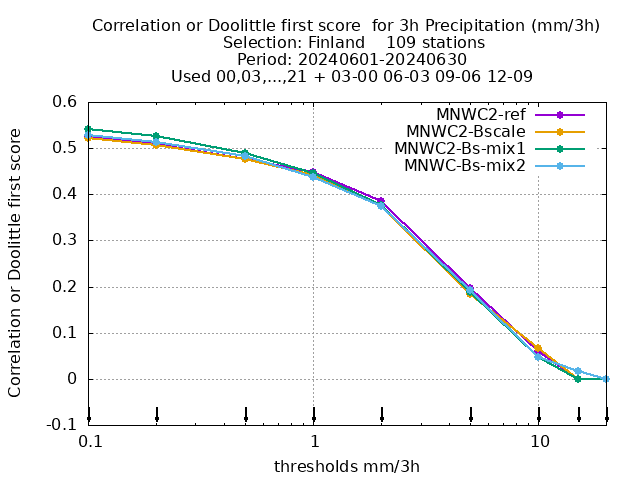 Correlation or Doolittle first score  for 3h Precipitation (mm/3h)
Selection: Finland    109 stations
Period: 20240601-20240630
Used 00,03,...,21 + 03-00 06-03 09-06 12-09
Correlation or Doolittle first score
0.6
0.5
0.4
0.3
0.2
0.1
0
-0.1
MNWC2-ref
MNWC2-Bscale
MNWC2-Bs-mix1
MNWC-Bs-mix2
0.1 1 10
thresholds mm/3h